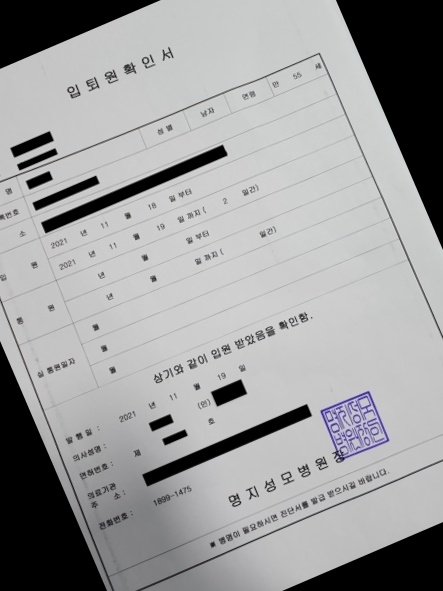 입퇴원확인서
명 성별 남자 연령 만 55 세
록번호
소
입 원 2021 년 11 월 18 일 부터
2021 년 11 월 19 일 까지 ( 2 일간)
통 원 년 월 일 부터
년 월 일 까지 ( 일간)
실 통원일자 월
월
월
상기와 같이 입원 받았음을 확인함.
발 행 일 : 2021 년 11 월 19 일
의사성명 : (인)
면허번호 : 제 호
의료기관
주 소 :
전화번호 : 1899-1475
명지성모병원장
※ 병명이 필요하시면 진단서를 발급 받으시길 바랍니다.